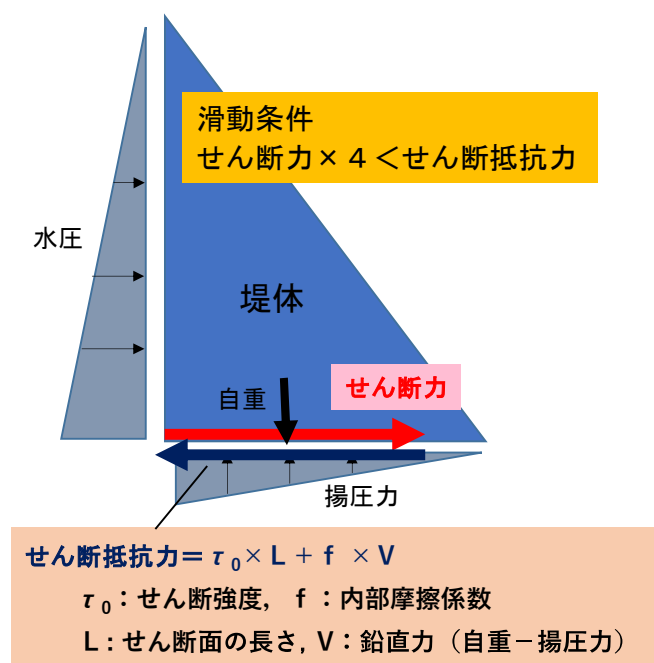 滑動条件
せん断力×４＜せん断抵抗力
水圧
堤体
せん断力
自重
揚圧力
せん断抵抗力＝τ0×L＋f ×V
τ0：せん断強度, f：内部摩擦係数
L：せん断面の長さ, V：鉛直力（自重－揚圧力）